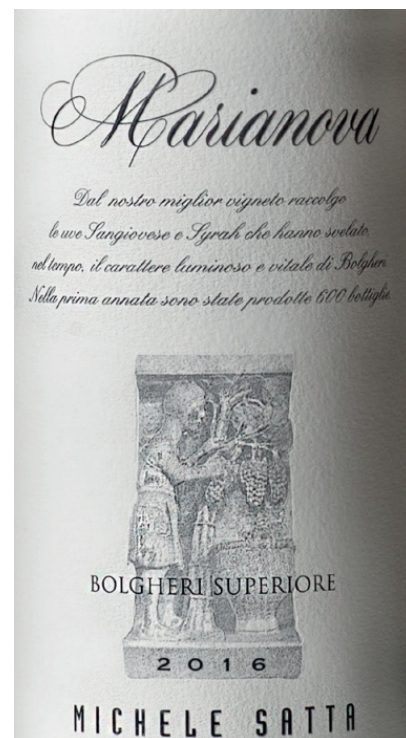 Marianova
Dal nostro miglior vigneto raccolgo
le uve Sangiovese e Syrah che hanno svelato,
nel tempo, il carattere luminoso e vitale di Bolgheri.
Nella prima annata sono state prodotte 600 bottiglie.
BOLGHERI SUPERIORE
2016
MICHELE SATTA